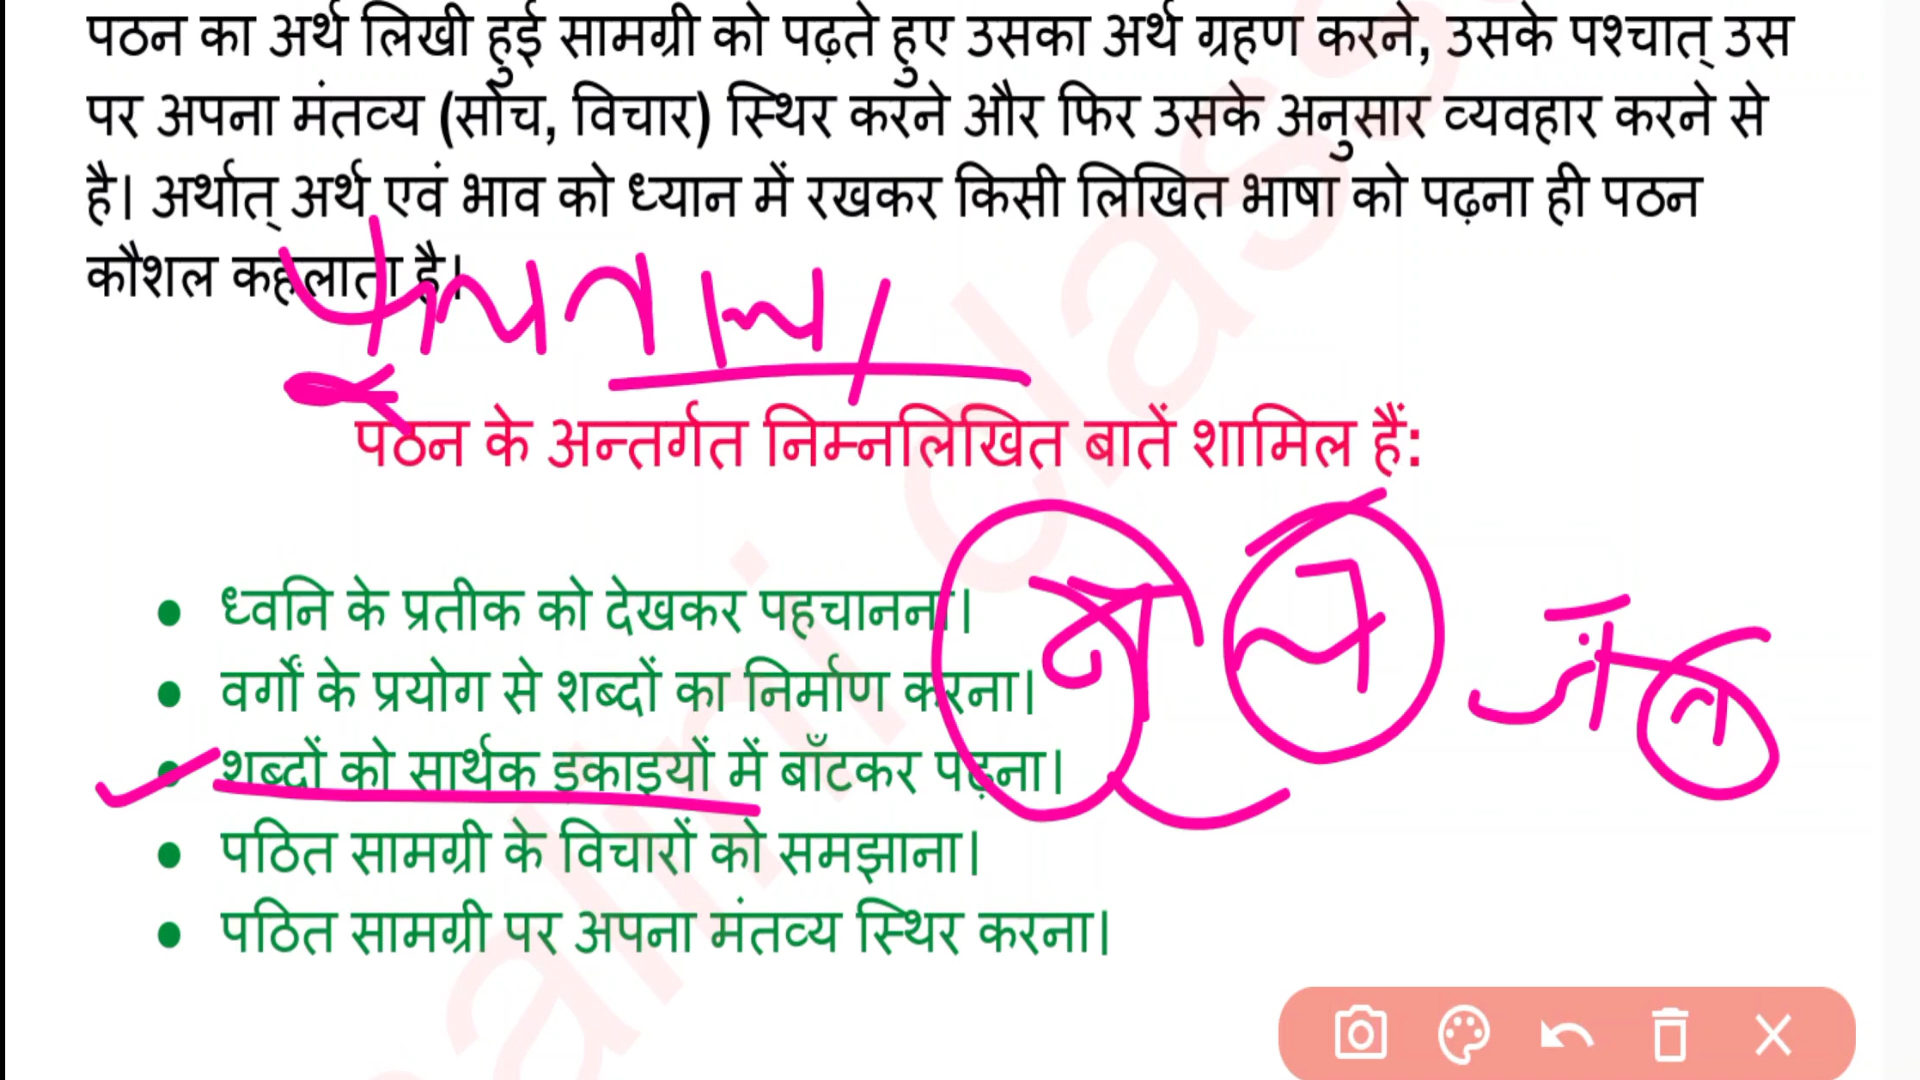 पठन का अर्थ लिखी हुई सामग्री को पढ़ते हुए उसका अर्थ ग्रहण करने, उसके पश्चात् उस
पर अपना मंतव्य (सोच, विचार) स्थिर करने और फिर उसके अनुसार व्यवहार करने से
है। अर्थात् अर्थ एवं भाव को ध्यान में रखकर किसी लिखित भाषा को पढ़ना ही पठन
कौशल कहलाता है।
पठन के अन्तर्गत निम्नलिखित बातें शामिल हैं:
• ध्वनि के प्रतीक को देखकर पहचानना।
• वर्गों के प्रयोग से शब्दों का निर्माण करना।
• शब्दों को सार्थक इकाइयों में बाँटकर पढ़ना।
• पठित सामग्री के विचारों को समझाना।
• पठित सामग्री पर अपना मंतव्य स्थिर करना।